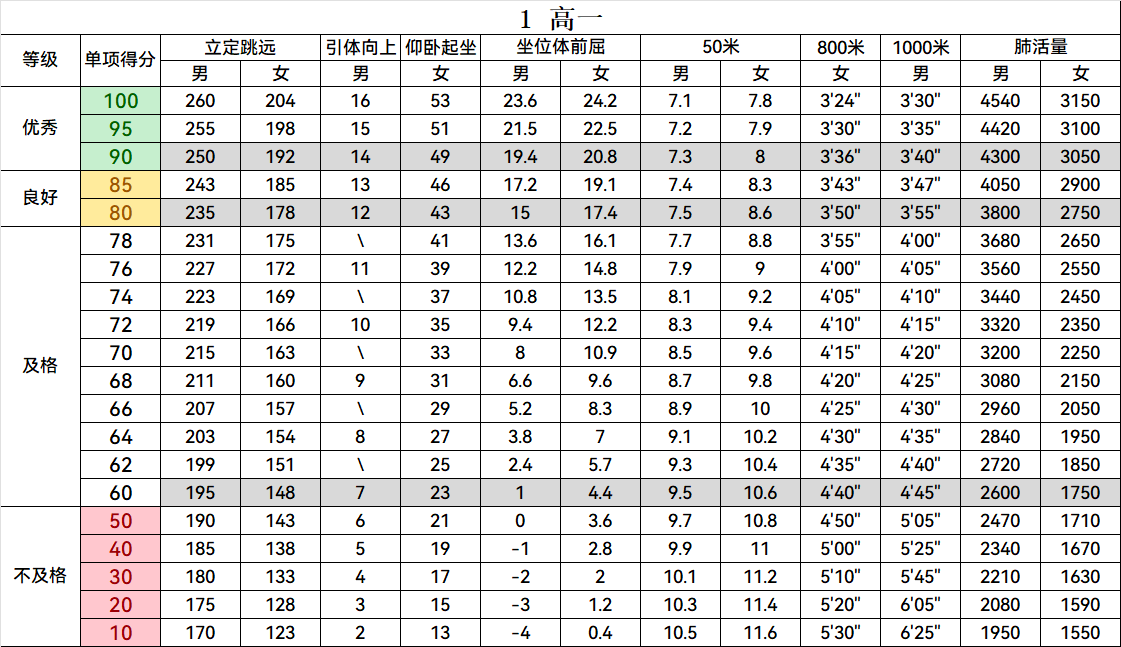 1 高一
等级 单项得分 立定跳远 引体向上 仰卧起坐 坐位体前屈 50米 800米 1000米 肺活量
男 女 男 女 男 女 男 女 女 男 男 女
优秀 100 260 204 16 53 23.6 24.2 7.1 7.8 3'24" 3'30" 4540 3150
95 255 198 15 51 21.5 22.5 7.2 7.9 3'30" 3'35" 4420 3100
90 250 192 14 49 19.4 20.8 7.3 8 3'36" 3'40" 4300 3050
良好 85 243 185 13 46 17.2 19.1 7.4 8.3 3'43" 3'47" 4050 2900
80 235 178 12 43 15 17.4 7.5 8.6 3'50" 3'55" 3800 2750
及格 78 231 175 \ 41 13.6 16.1 7.7 8.8 3'55" 4'00" 3680 2650
76 227 172 11 39 12.2 14.8 7.9 9 4'00" 4'05" 3560 2550
74 223 169 \ 37 10.8 13.5 8.1 9.2 4'05" 4'10" 3440 2450
72 219 166 10 35 9.4 12.2 8.3 9.4 4'10" 4'15" 3320 2350
70 215 163 \ 33 8 10.9 8.5 9.6 4'15" 4'20" 3200 2250
68 211 160 9 31 6.6 9.6 8.7 9.8 4'20" 4'25" 3080 2150
66 207 157 \ 29 5.2 8.3 8.9 10 4'25" 4'30" 2960 2050
64 203 154 8 27 3.8 7 9.1 10.2 4'30" 4'35" 2840 1950
62 199 151 \ 25 2.4 5.7 9.3 10.4 4'35" 4'40" 2720 1850
60 195 148 7 23 1 4.4 9.5 10.6 4'40" 4'45" 2600 1750
不及格 50 190 143 6 21 0 3.6 9.7 10.8 4'50" 5'05" 2470 1710
40 185 138 5 19 -1 2.8 9.9 11 5'00" 5'25" 2340 1670
30 180 133 4 17 -2 2 10.1 11.2 5'10" 5'45" 2210 1630
20 175 128 3 15 -3 1.2 10.3 11.4 5'20" 6'05" 2080 1590
10 170 123 2 13 -4 0.4 10.5 11.6 5'30" 6'25" 1950 1550